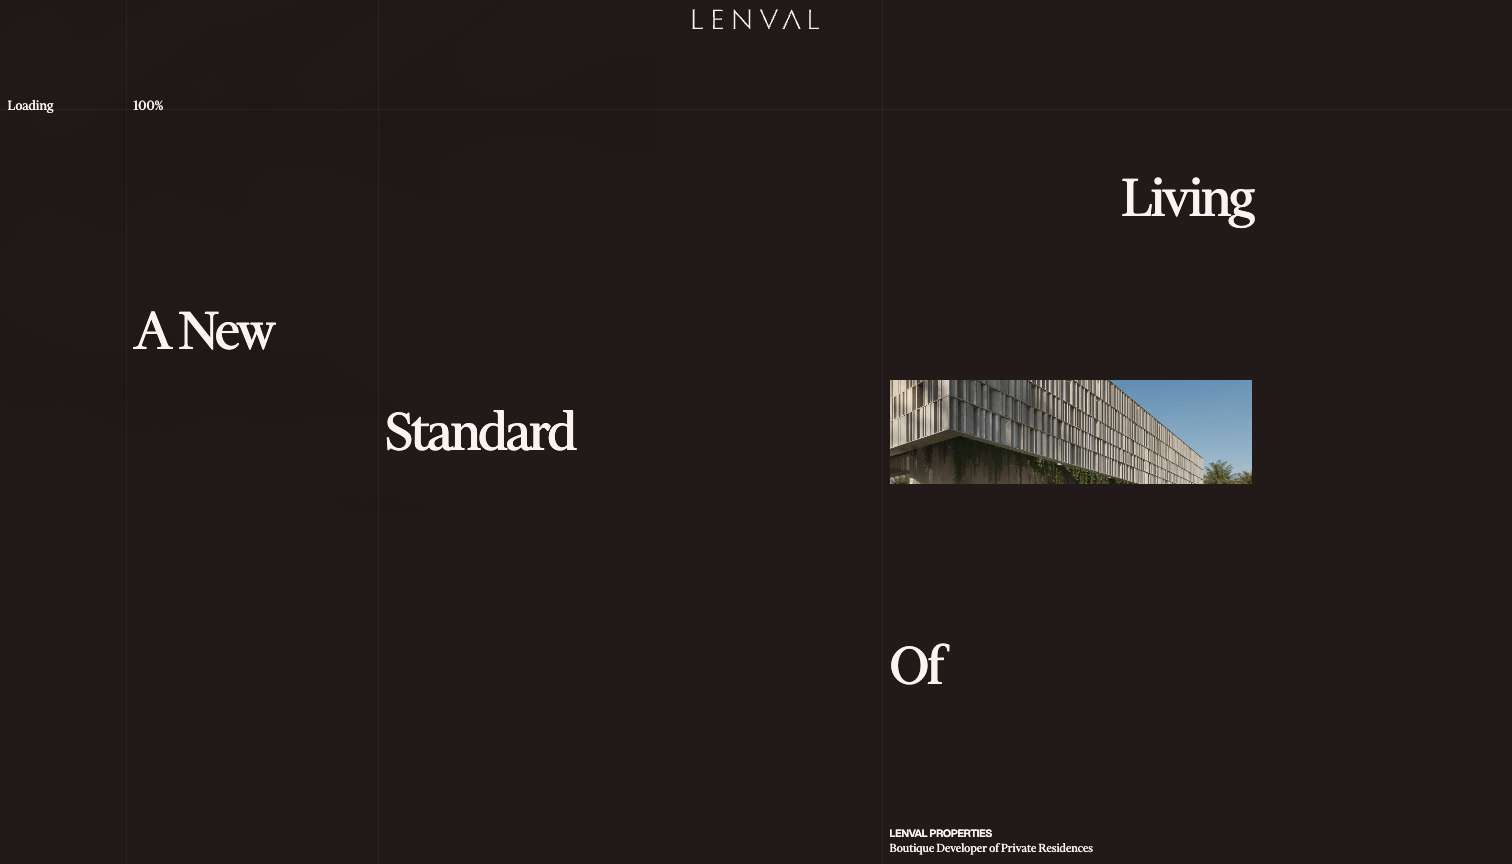 LENVAL
Loading
100%
Living
A New
Standard
Of
LENVAL PROPERTIES
Boutique Developer of Private Residences